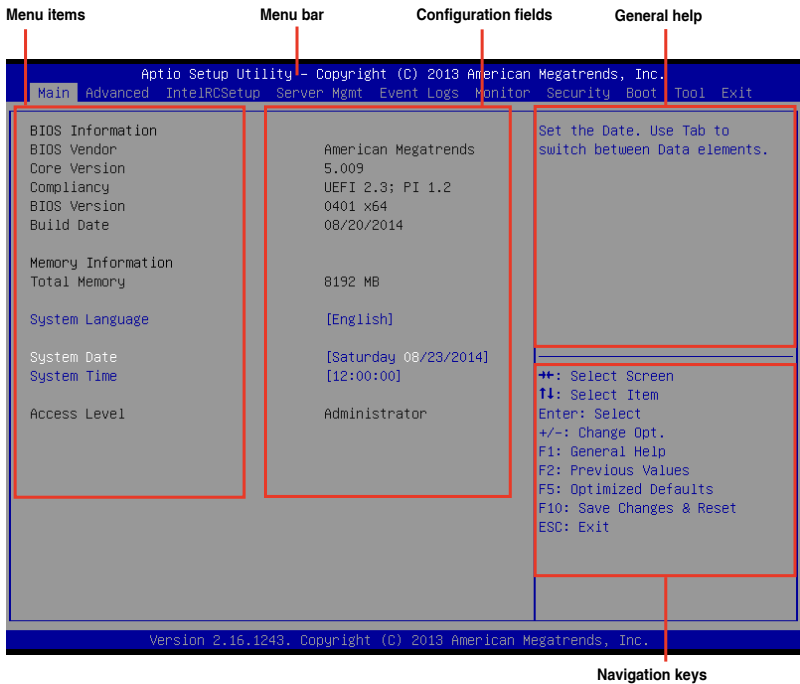 Menu items Menu bar Configuration fields General help
Aptio Setup Utility – Copyright (C) 2013 American Megatrends, Inc.
Main Advanced IntelRCSetup Server Mgmt Event Logs Monitor Security Boot Tool Exit
BIOS Information
BIOS Vendor American Megatrends
Core Version 5.009
Compliancy UEFI 2.3; PI 1.2
BIOS Version 0401 x64
Build Date 08/20/2014
Memory Information
Total Memory 8192 MB
System Language [English]
System Date [Saturday 08/23/2014]
System Time [12:00:00]
Access Level Administrator
Set the Date. Use Tab to
switch between Data elements.
→←: Select Screen
↑↓: Select Item
Enter: Select
+/-: Change Opt.
F1: General Help
F2: Previous Values
F5: Optimized Defaults
F10: Save Changes & Reset
ESC: Exit
Version 2.16.1243. Copyright (C) 2013 American Megatrends, Inc.
Navigation keys